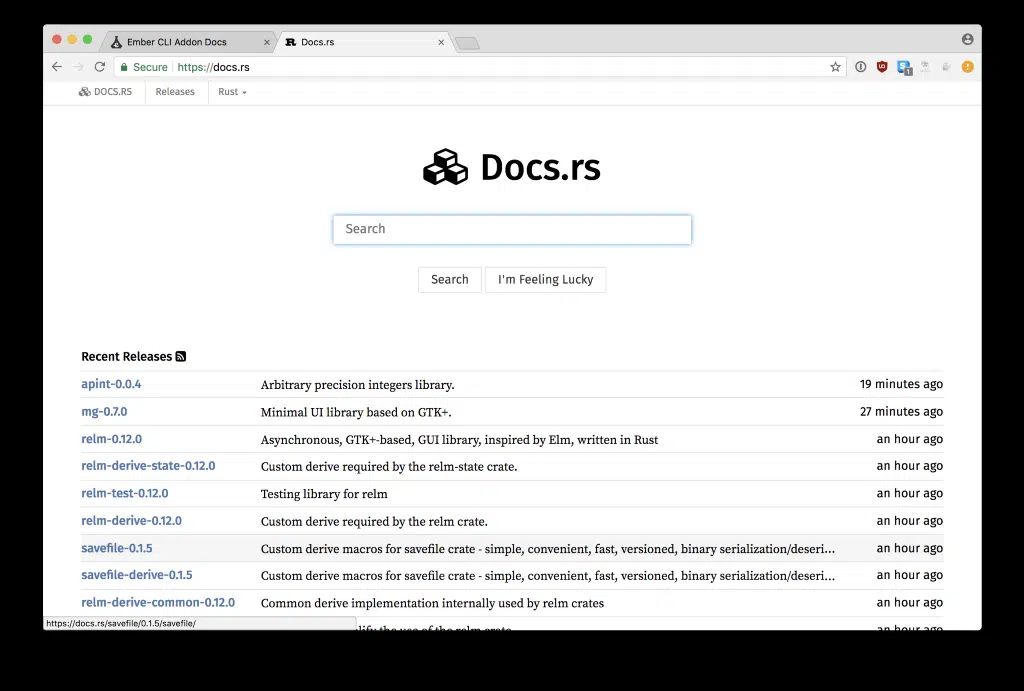 Ember CLI Addon Docs
Docs.rs
Secure https://docs.rs
1
DOCS.RS Releases Rust
Docs.rs
Search
Search I'm Feeling Lucky
Recent Releases
apint-0.0.4 Arbitrary precision integers library. 19 minutes ago
mg-0.7.0 Minimal UI library based on GTK+. 27 minutes ago
relm-0.12.0 Asynchronous, GTK+-based, GUI library, inspired by Elm, written in Rust an hour ago
relm-derive-state-0.12.0 Custom derive required by the relm-state crate. an hour ago
relm-test-0.12.0 Testing library for relm an hour ago
relm-derive-0.12.0 Custom derive required by the relm crate. an hour ago
savefile-0.1.5 Custom derive macros for savefile crate - simple, convenient, fast, versioned, binary serialization/deseri... an hour ago
savefile-derive-0.1.5 Custom derive macros for savefile crate - simple, convenient, fast, versioned, binary serialization/deseri... an hour ago
relm-derive-common-0.12.0 Common derive implementation internally used by relm crates an hour ago
the use of the relm crate an hour ago
https://docs.rs/savefile/0.1.5/savefile/